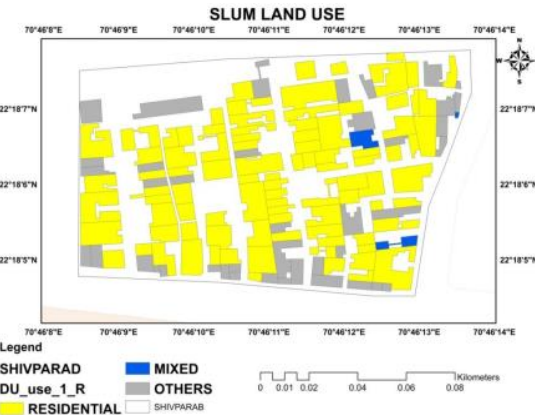 SLUM LAND USE
70°46'8"E 70°46'9"E 70°46'10"E 70°46'11"E 70°46'12"E 70°46'13"E 70°46'14"E
N
W E
S
22°18'7"N 22°18'7"N
22°18'6"N 22°18'6"N
22°18'5"N 22°18'5"N
70°46'8"E 70°46'9"E 70°46'10"E 70°46'11"E 70°46'12"E 70°46'13"E 70°46'14"E
Legend
SHIVPARAD MIXED
DU_use_1_R OTHERS
RESIDENTIAL SHIVPARAB
Kilometers
0 0.01 0.02 0.04 0.06 0.08